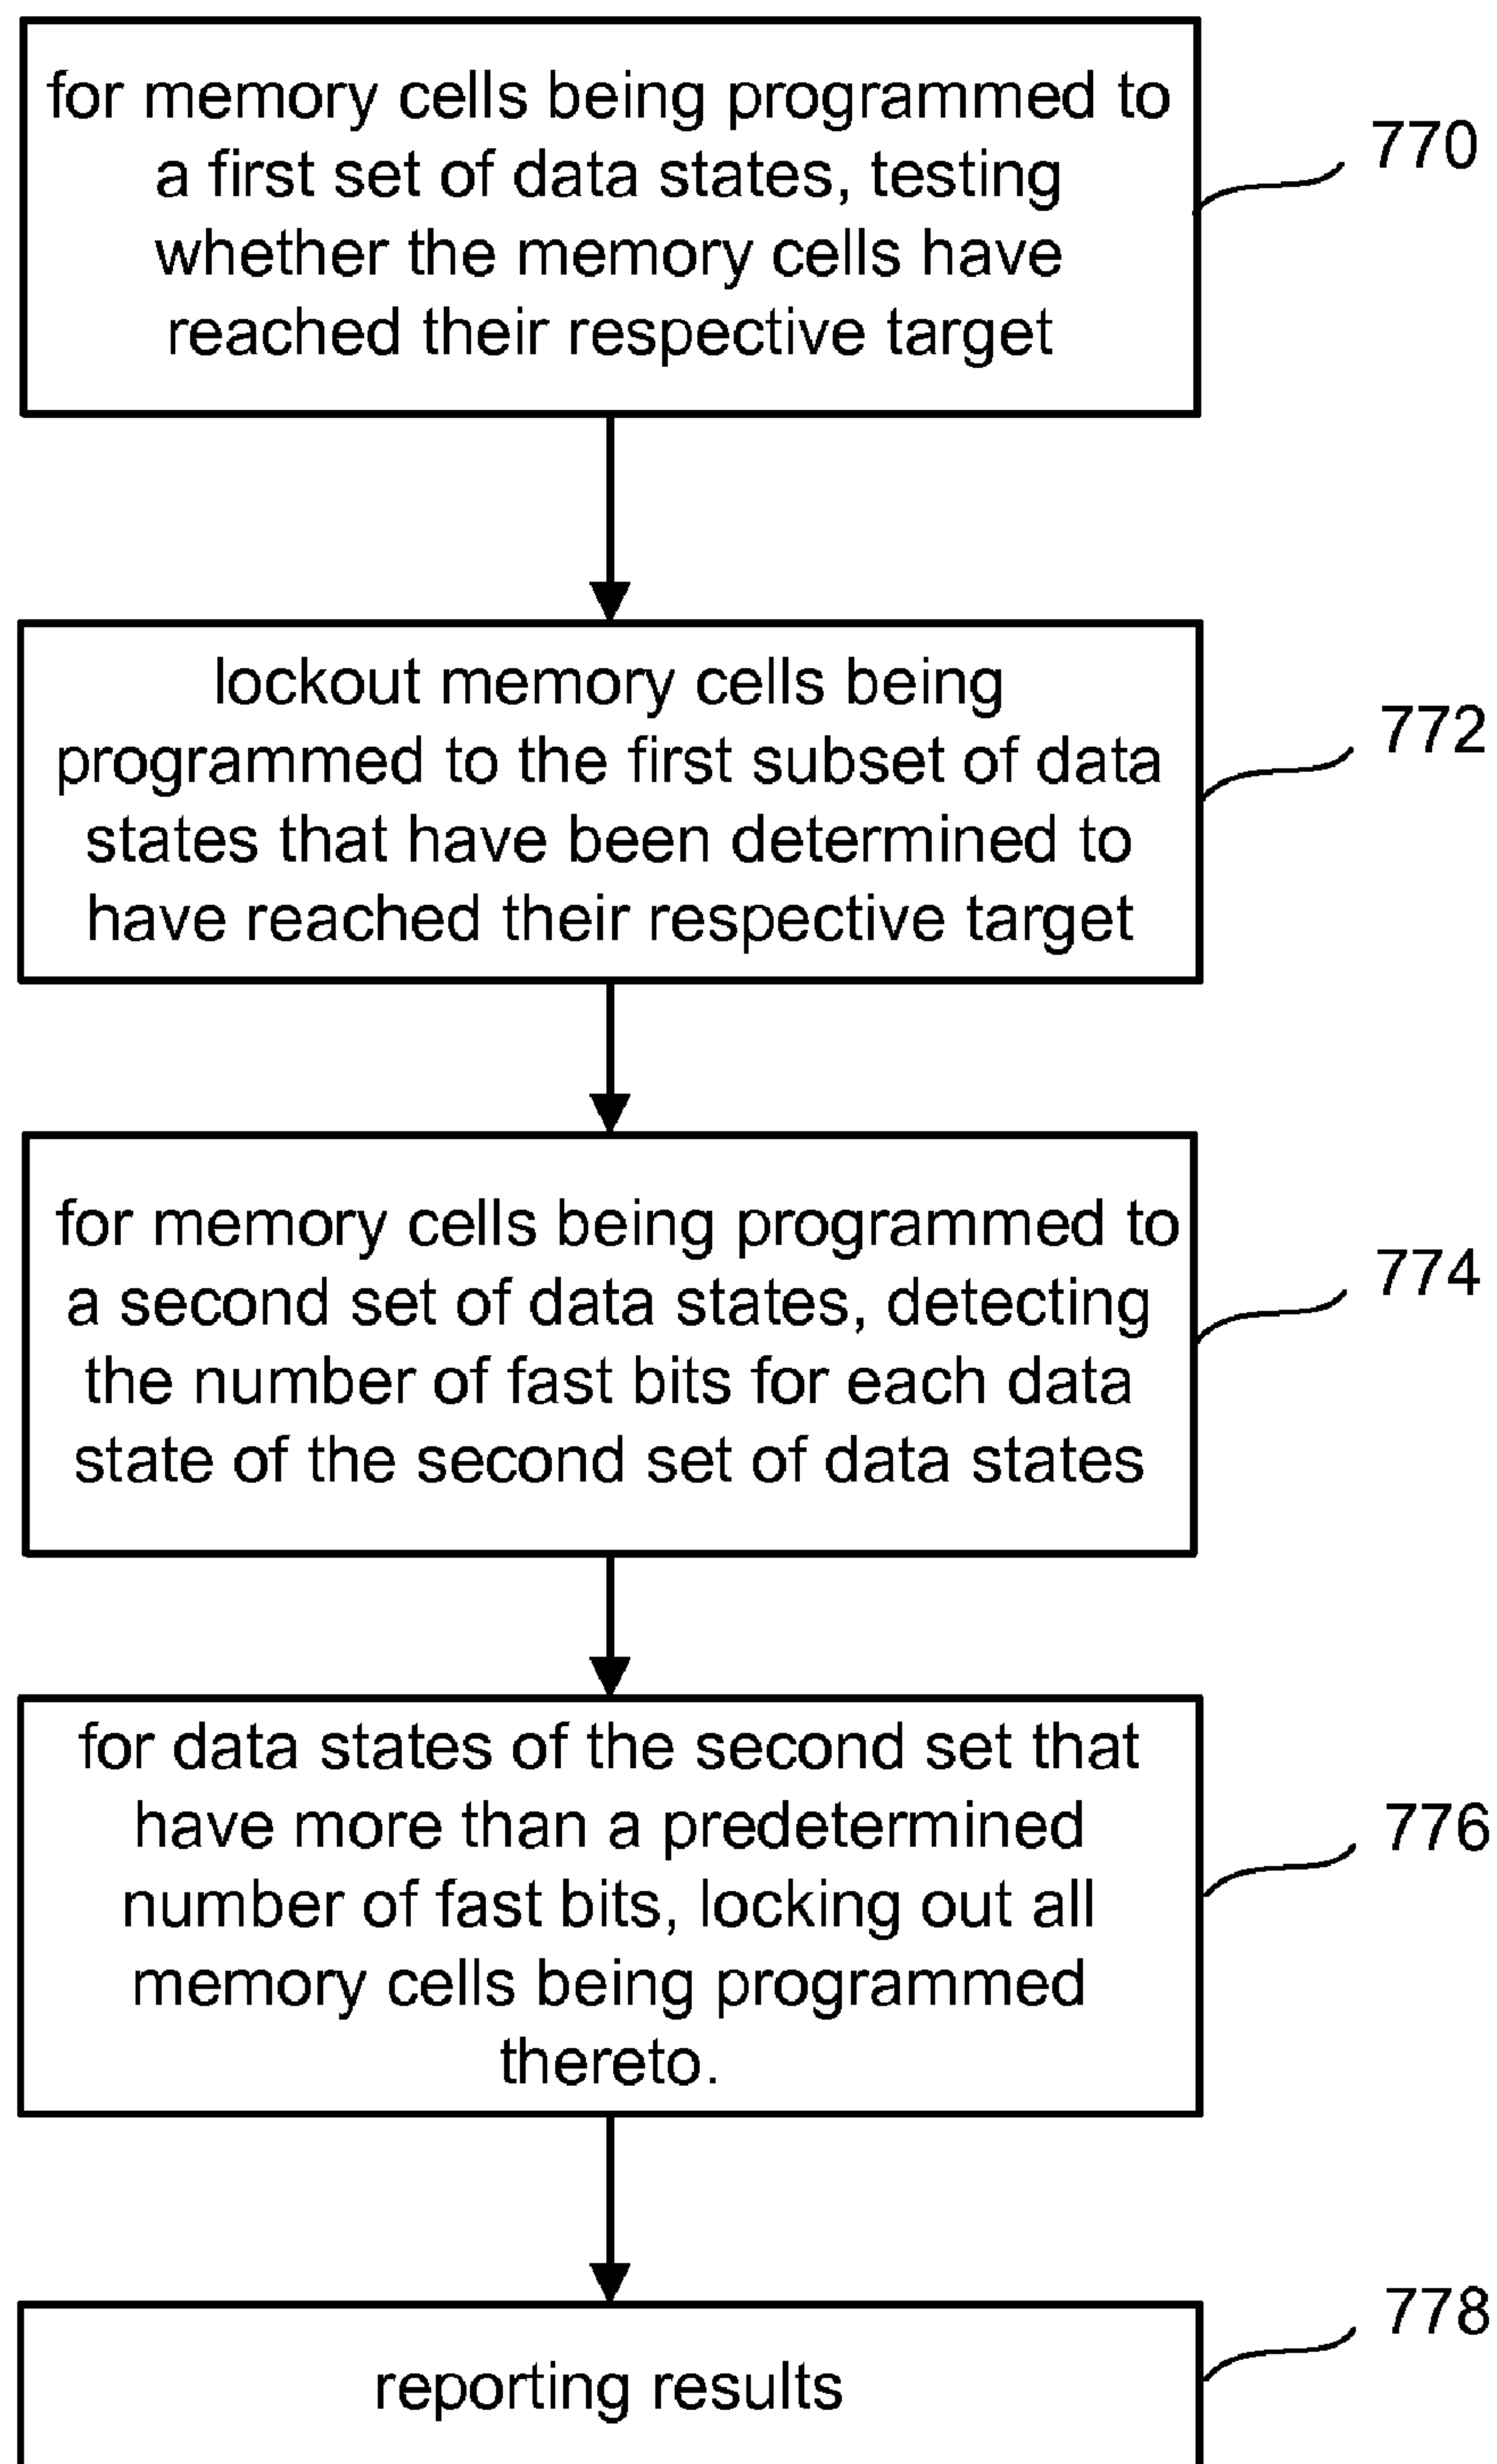 for memory cells being programmed to
a first set of data states, testing
whether the memory cells have
reached their respective target
770
lockout memory cells being
programmed to the first subset of data
states that have been determined to
have reached their respective target
772
for memory cells being programmed to
a second set of data states, detecting
the number of fast bits for each data
state of the second set of data states
774
for data states of the second set that
have more than a predetermined
number of fast bits, locking out all
memory cells being programmed
thereto.
776
reporting results
778